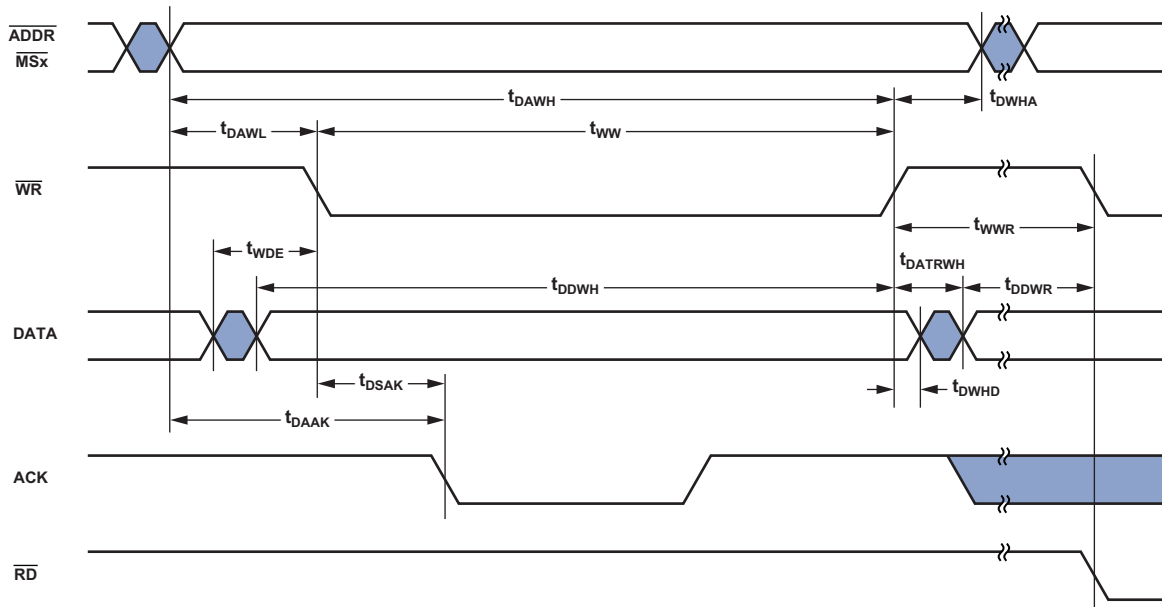 ADDR
MSx
tDAWH
tDWHA
tDAWL
tWW
WR
tWDE
tWWR
tDATRWH
tDDWH
tDDWR
DATA
tDSAK
tDWHD
tDAAK
ACK
RD